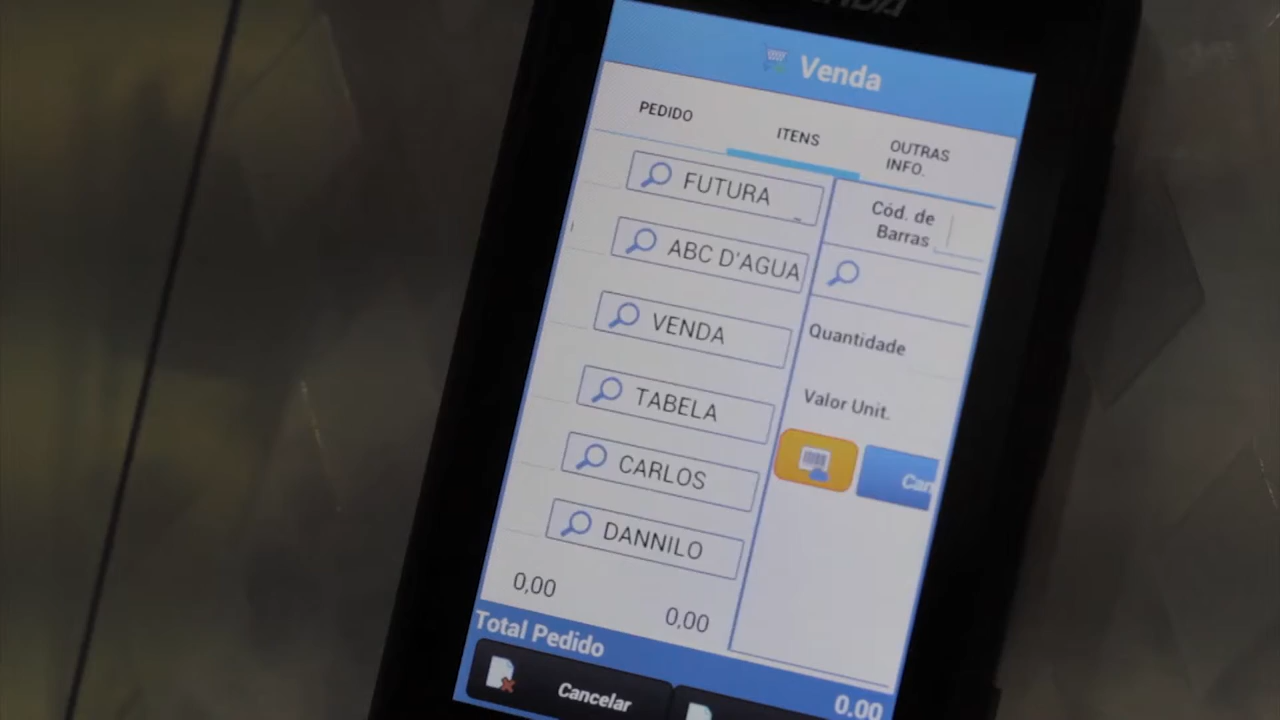 Venda
PEDIDO
ITENS
OUTRAS
INFO.
FUTURA
ABC D'AGUA
VENDA
TABELA
CARLOS
DANNILO
0,00
0,00
Cód. de
Barras
Quantidade
Valor Unit.
Total Pedido
0.00
Cancelar